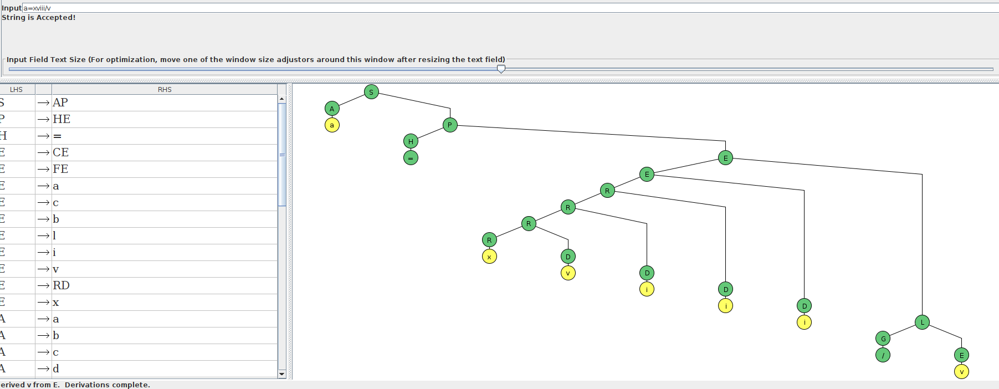 Input a=xviii/v
String is Accepted!
Input Field Text Size (For optimization, move one of the window size adjustors around this window after resizing the text field)
LHS RHS
S → AP
P → HE
H → =
E → CE
E → FE
E → a
E → c
E → b
E → l
E → i
E → v
E → RD
E → x
A → a
A → b
A → c
A → d
S
A
a
P
H
=
E
E
R
R
R
R
x
D
v
D
i
D
i
D
i
L
G
/
E
v
erived v from E. Derivations complete.